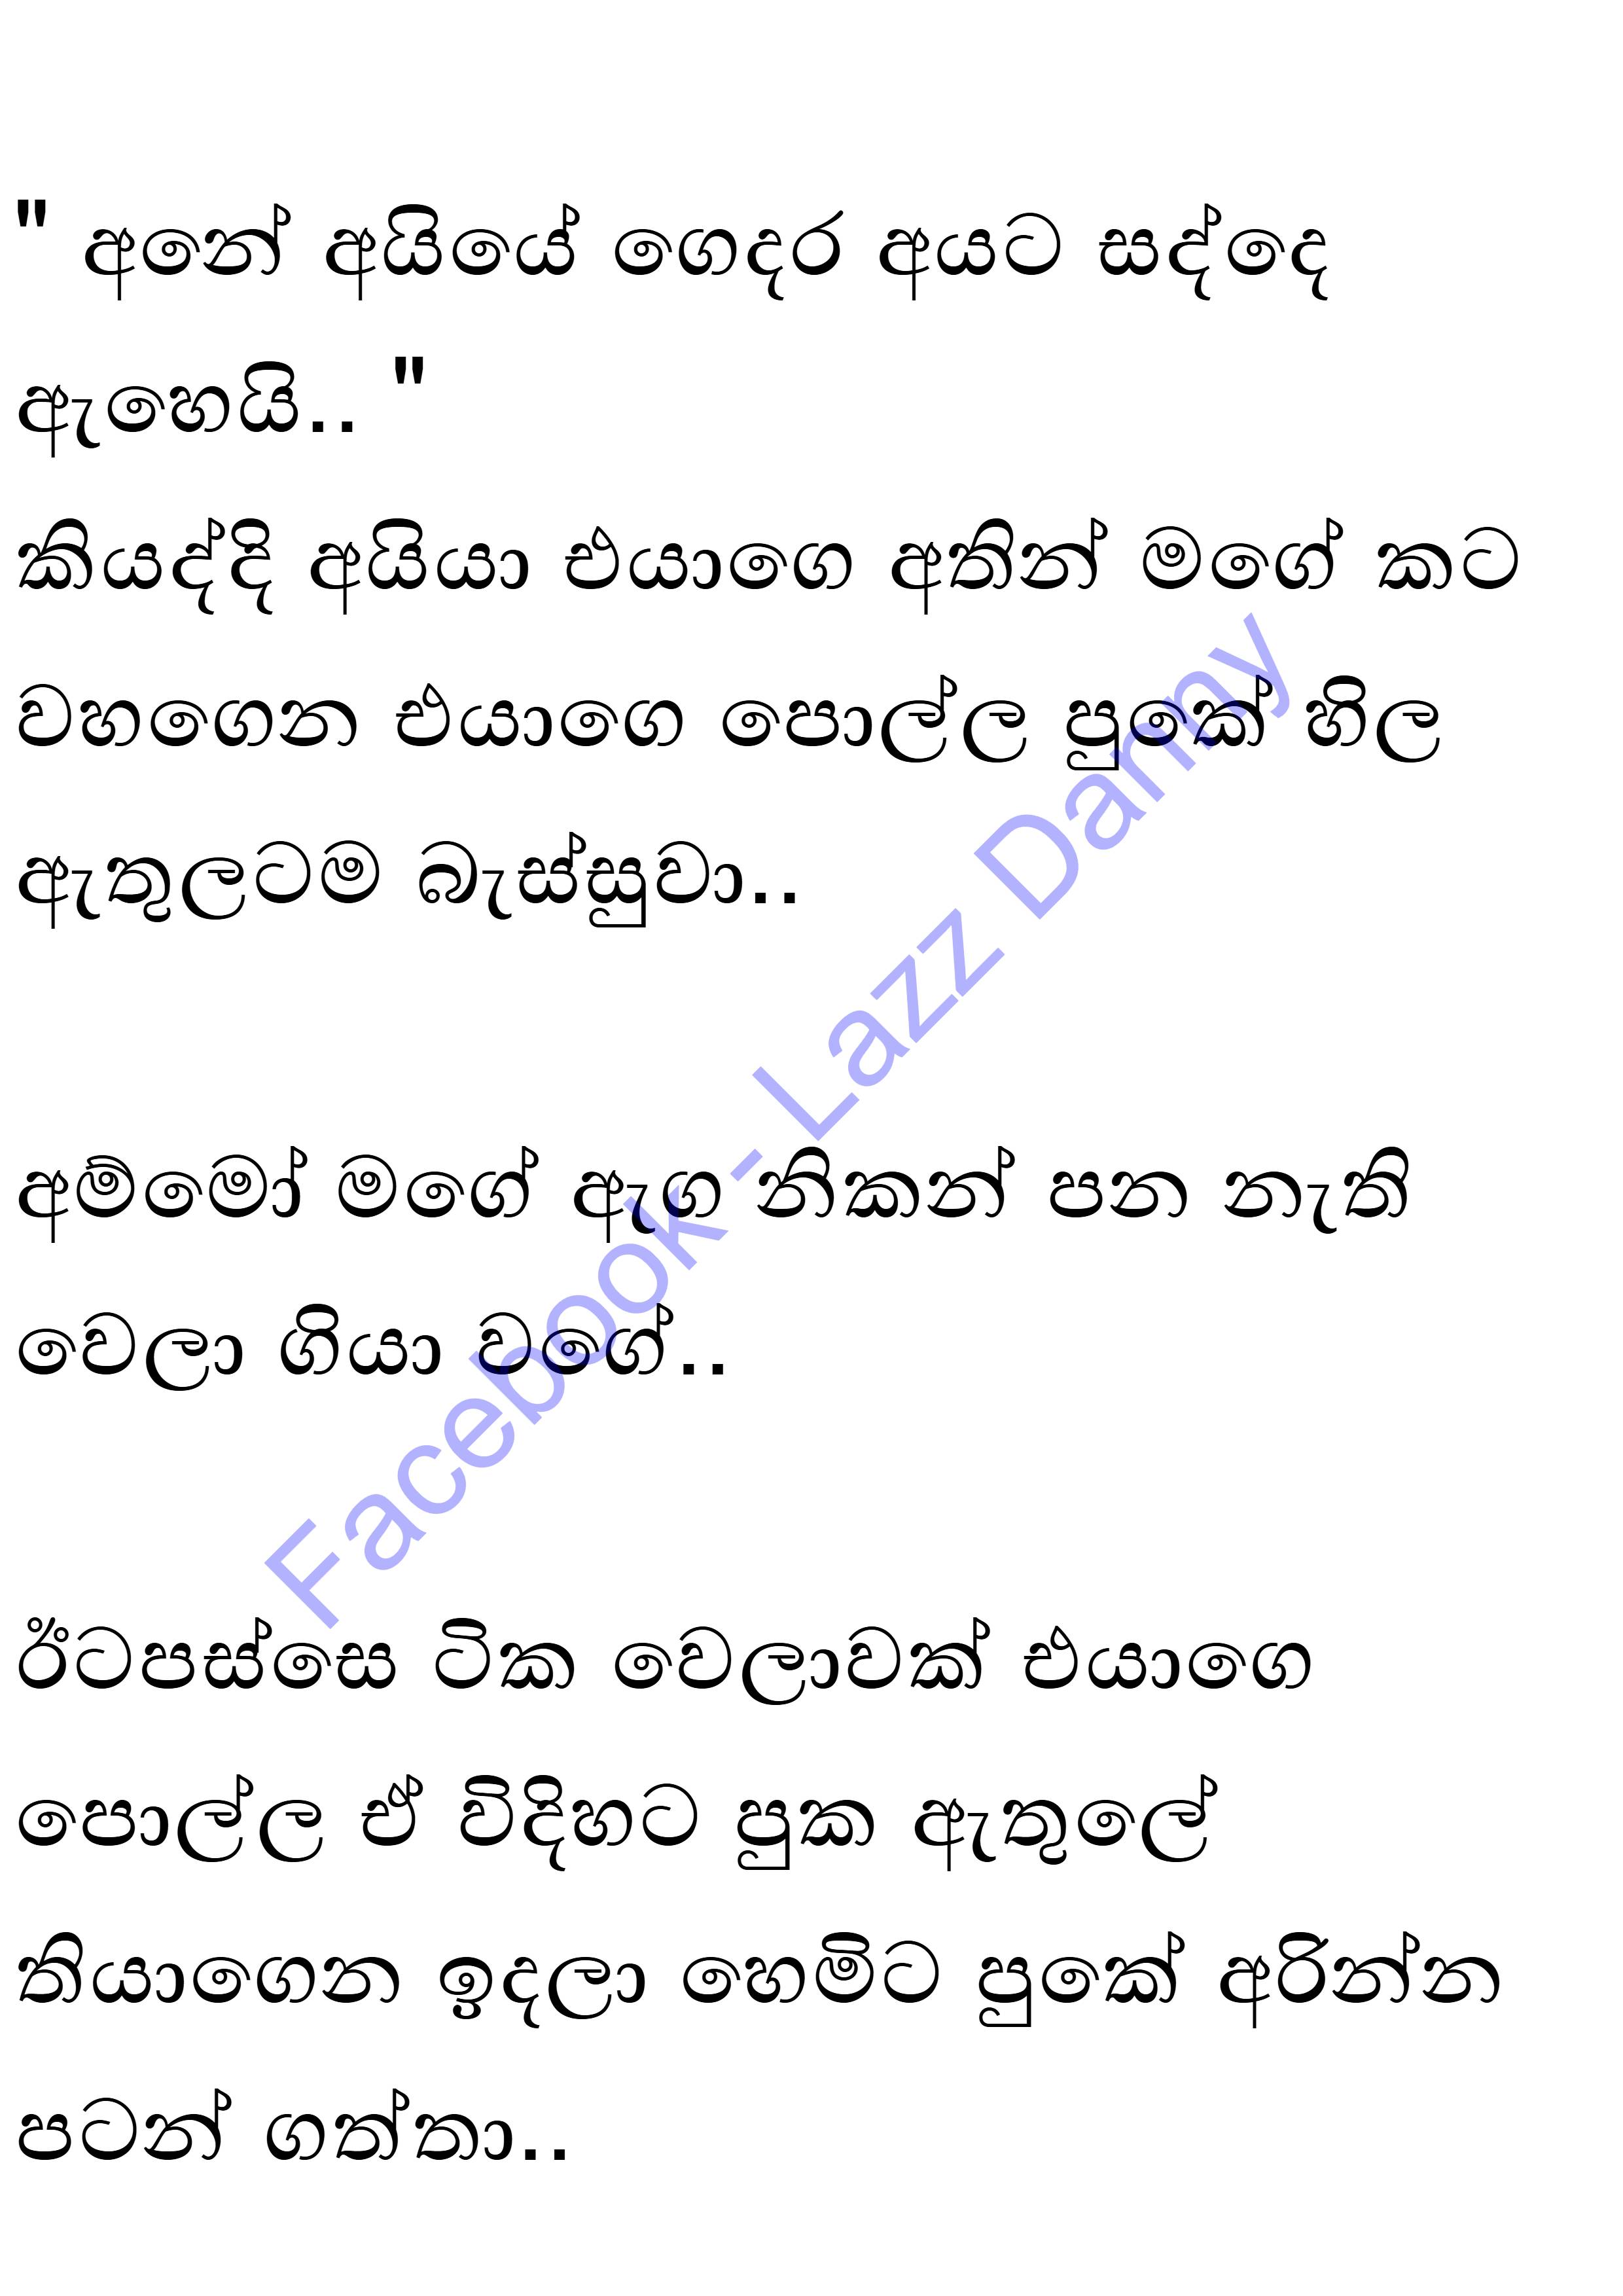 " අනේ අයියේ ගෙදර අයට සද්දෙ
ඇහෙයි.. "
කියද්දි අයියා එයාගෙ අතින් මගේ කට
වහගෙන එයාගෙ පොල්ල පුකේ හිල
ඇතුලටම බැස්සුවා..
අම්මෝ මගේ ඇග නිකන් පන නැති
වෙලා ගියා වගේ..
ඊටපස්සෙ ටික වෙලාවක් එයාගෙ
පොල්ල ඒ විදිහට පුක ඇතුලේ
තියාගෙන ඉදලා හෙමිට පුකේ අරින්න
පටන් ගත්තා..
Facebook - Lazz Danny